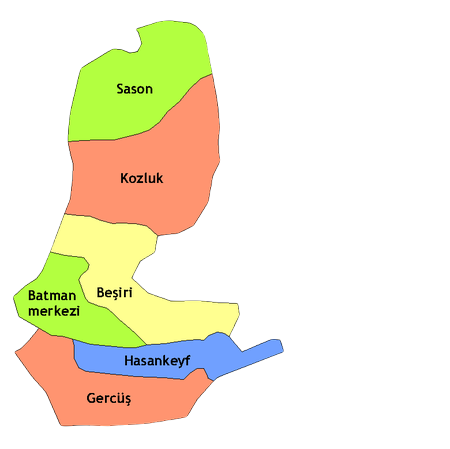 Sason
Kozluk
Beşiri
Batman
merkezi
Hasankeyf
Gercüş